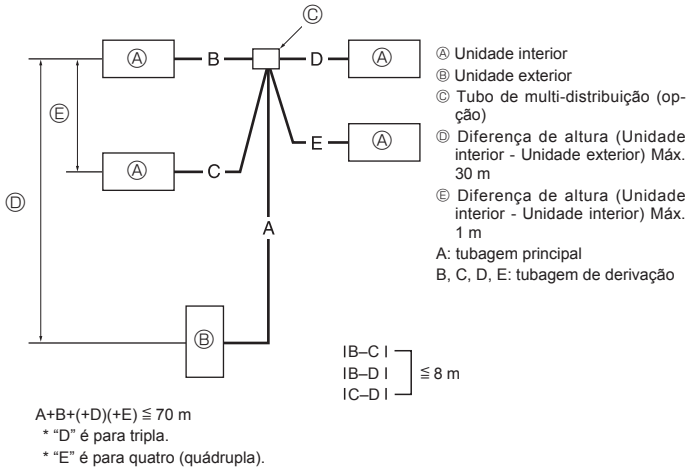 Ⓒ
Ⓐ B D Ⓐ
Ⓔ
Ⓐ C E Ⓐ
Ⓓ
A
Ⓑ
Ⓐ Unidade interior
Ⓑ Unidade exterior
Ⓒ Tubo de multi-distribuição (op-
ção)
Ⓓ Diferença de altura (Unidade
interior - Unidade exterior) Máx.
30 m
Ⓔ Diferença de altura (Unidade
interior - Unidade interior) Máx.
1 m
A: tubagem principal
B, C, D, E: tubagem de derivação
IB–C I
IB–D I ≦ 8 m
IC–D I
A+B+(+D)(+E) ≦ 70 m
* “D” é para tripla.
* “E” é para quatro (quádrupla).